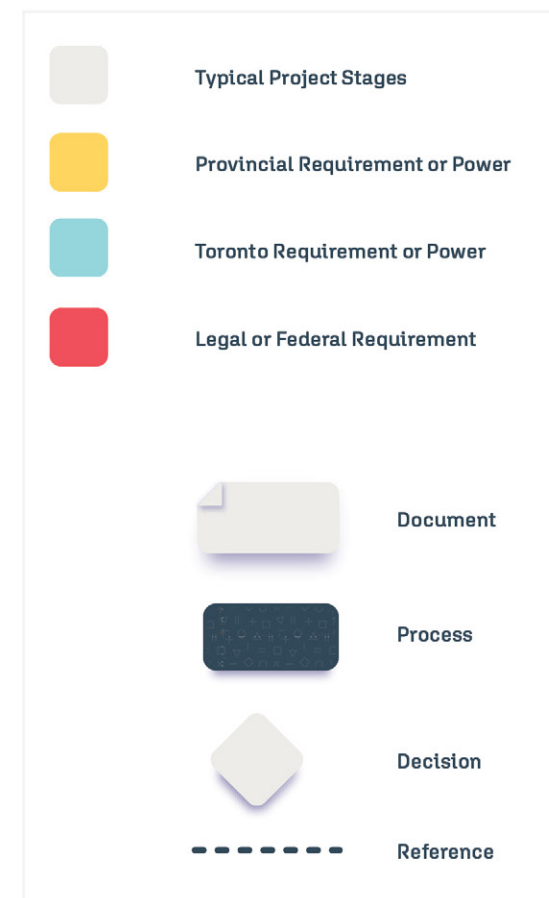 Typical Project Stages
Provincial Requirement or Power
Toronto Requirement or Power
Legal or Federal Requirement
Document
Process
Decision
Reference